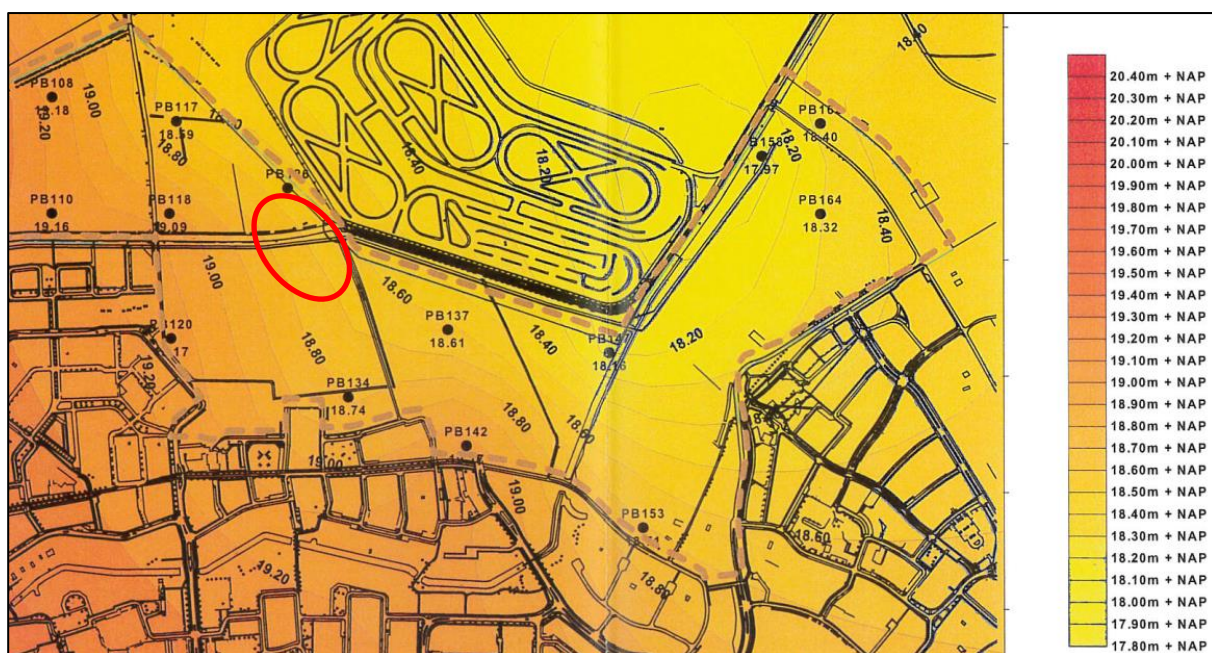 18.40
PB108
19.00
19.20
PB117
18.59
18.80
18.40
18.20
18.40
18.20
17.97
PB164
18.32
18.40
PB110
19.16
PB118
19.09
19.00
18.60
PB137
18.61
18.40
18.20
18.16
18.80
19.20
PB134
18.74
18.80
18.60
PB142
19.00
19.00
PB153
18.60
19.20
18.80
20.40m + NAP
20.30m + NAP
20.20m + NAP
20.10m + NAP
20.00m + NAP
19.90m + NAP
19.80m + NAP
19.70m + NAP
19.60m + NAP
19.50m + NAP
19.40m + NAP
19.30m + NAP
19.20m + NAP
19.10m + NAP
19.00m + NAP
18.90m + NAP
18.80m + NAP
18.70m + NAP
18.60m + NAP
18.50m + NAP
18.40m + NAP
18.30m + NAP
18.20m + NAP
18.10m + NAP
18.00m + NAP
17.90m + NAP
17.80m + NAP